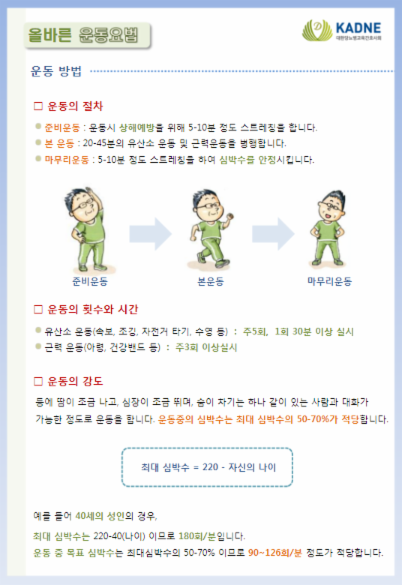 올바른 운동요법
KADNE
대한당뇨병교육간호사회
운동 방법
□ 운동의 절차
준비운동 : 운동시 상해예방을 위해 5-10분 정도 스트레칭을 합니다.
본 운동 : 20-45분의 유산소 운동 및 근력운동을 병행합니다.
마무리운동 : 5-10분 정도 스트레칭을 하여 심박수를 안정시킵니다.
준비운동
본운동
마무리운동
□ 운동의 횟수와 시간
유산소 운동(속보, 조깅, 자전거 타기, 수영 등) : 주5회, 1회 30분 이상 실시
근력 운동(아령, 건강밴드 등) : 주3회 이상실시
□ 운동의 강도
등에 땀이 조금 나고, 심장이 조금 뛰며, 숨이 차기는 하나 같이 있는 사람과 대화가
가능한 정도로 운동을 합니다. 운동중의 심박수는 최대 심박수의 50-70%가 적당합니다.
최대 심박수 = 220 - 자신의 나이
예를 들어 40세의 성인의 경우,
최대 심박수는 220-40(나이) 이므로 180회/분입니다.
운동 중 목표 심박수는 최대심박수의 50-70% 이므로 90~126회/분 정도가 적당합니다.